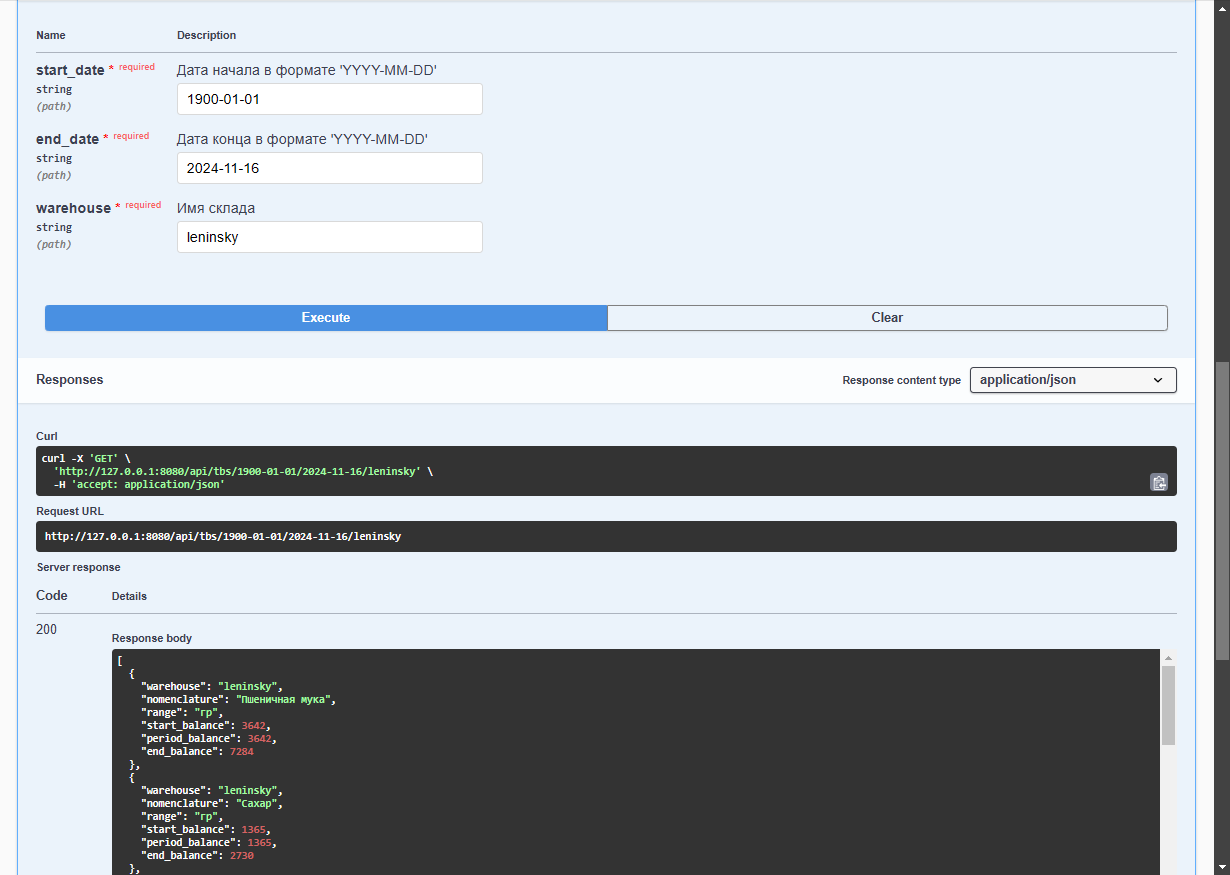 Name Description
start_date * required Дата начала в формате 'YYYY-MM-DD'
string
(path)
1900-01-01
end_date * required Дата конца в формате 'YYYY-MM-DD'
string
(path)
2024-11-16
warehouse * required Имя склада
string
(path)
leninsky
Execute Clear
Responses Response content type application/json
Curl
curl -X 'GET' \
'http://127.0.0.1:8080/api/tbs/1900-01-01/2024-11-16/leninsky' \
-H 'accept: application/json'
Request URL
http://127.0.0.1:8080/api/tbs/1900-01-01/2024-11-16/leninsky
Server response
Code Details
200
Response body
[
{
"warehouse": "leninsky",
"nomenclature": "Пшеничная мука",
"range": "гр",
"start_balance": 3642,
"period_balance": 3642,
"end_balance": 7284
},
{
"warehouse": "leninsky",
"nomenclature": "Сахар",
"range": "гр",
"start_balance": 1365,
"period_balance": 1365,
"end_balance": 2730
},